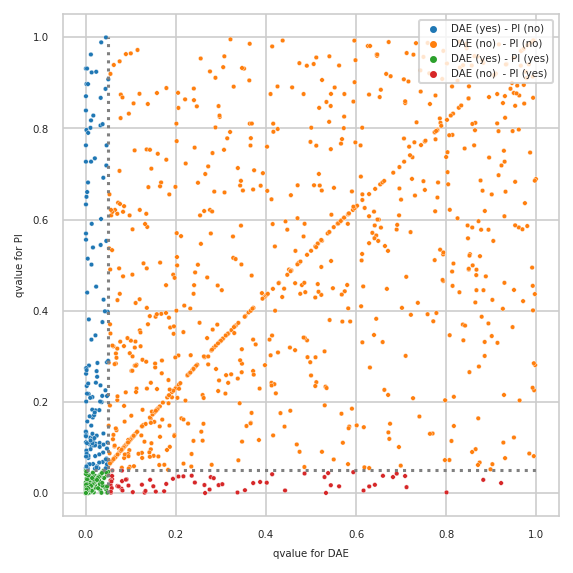 DAE (yes) - PI (no)
DAE (no)  - PI (no)
DAE (yes) - PI (yes)
DAE (no)  - PI (yes)
1.0
0.8
0.6
0.4
0.2
0.0
qvalue for PI
0.0 0.2 0.4 0.6 0.8 1.0
qvalue for DAE